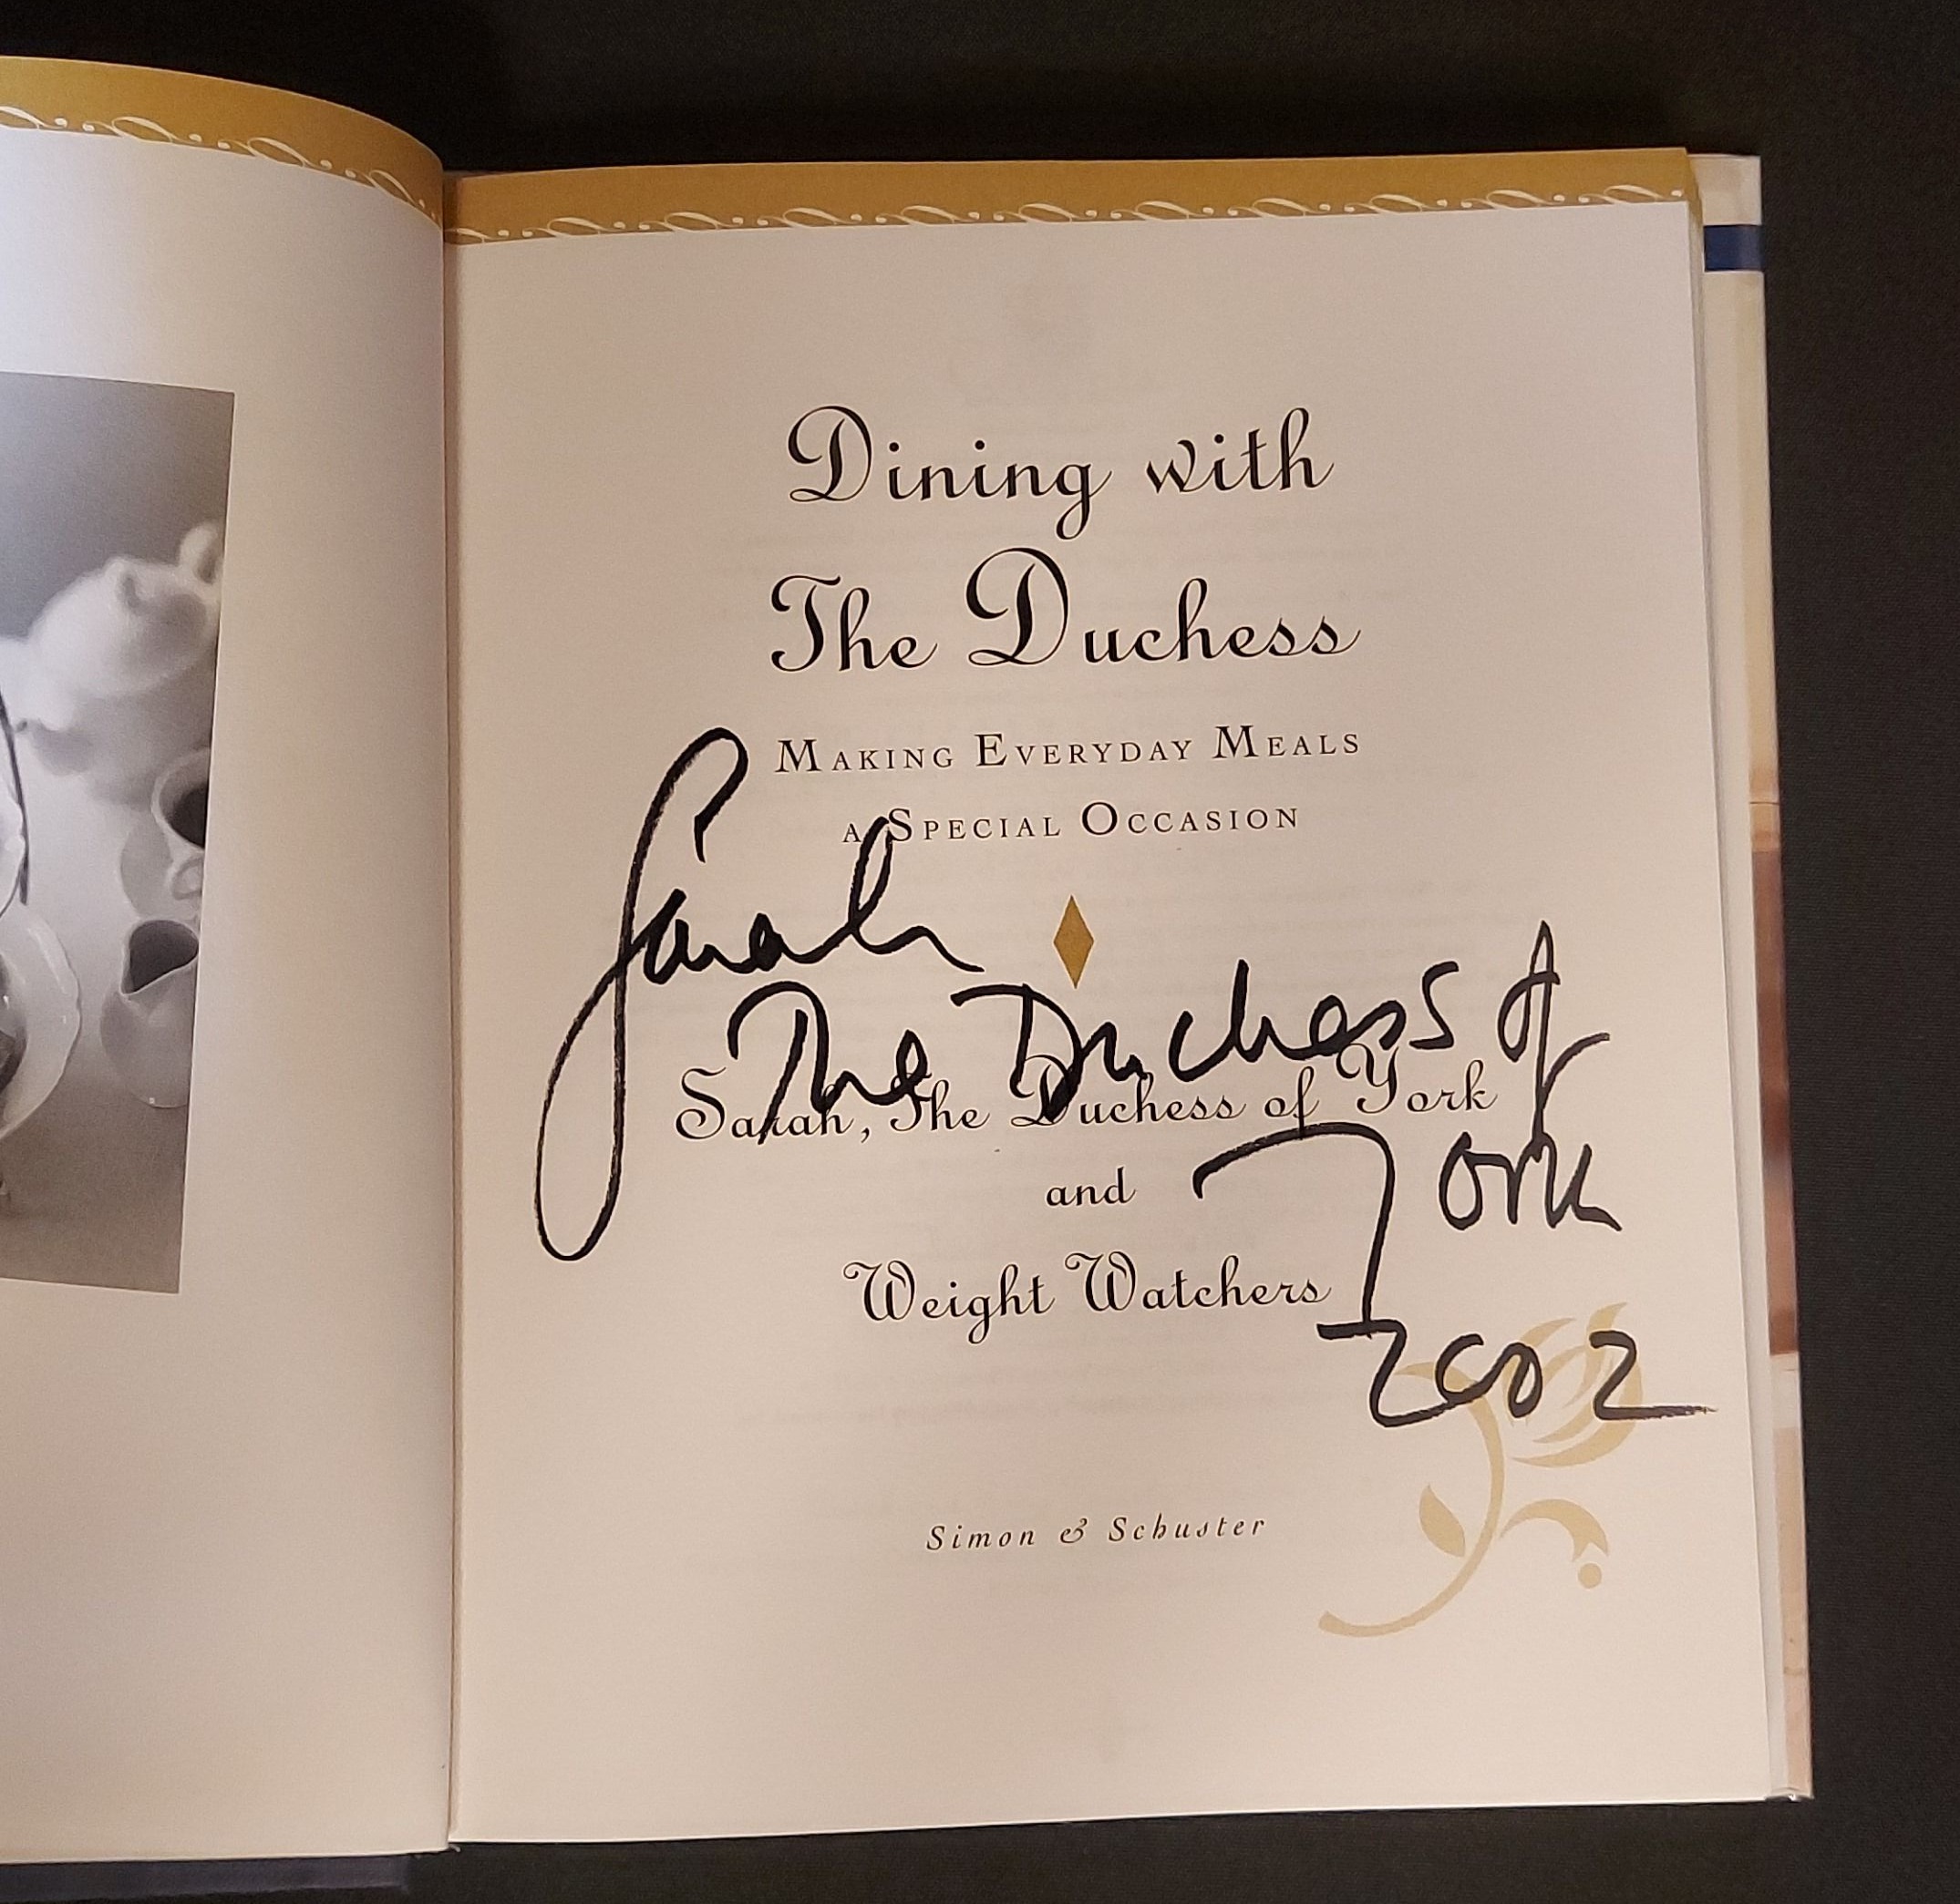 Dining with
The Duchess
MAKING EVERYDAY MEALS
A SPECIAL OCCASION
Sarah
The Duchess of
Sarah, The Duchess of York
and
York
Weight Watchers
2002
Simon & Schuster